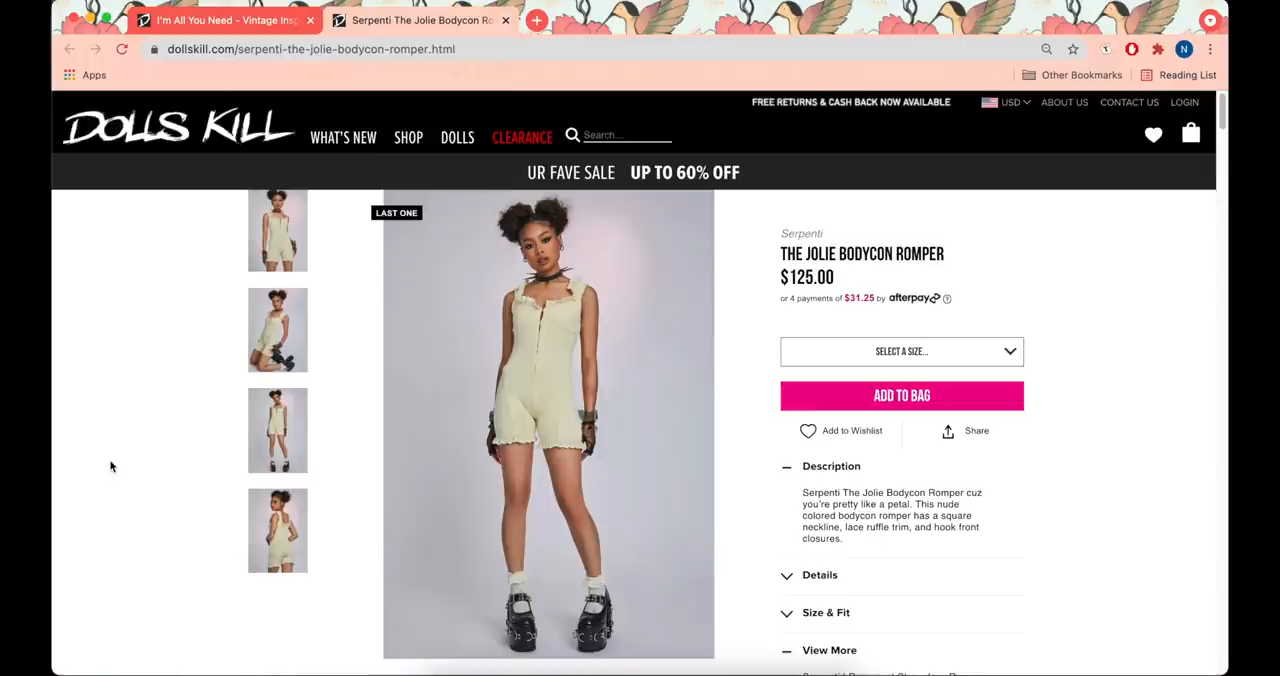 I'm All You Need - Vintage Insp
Serpenti The Jolie Bodycon Ro
dollskill.com/serpenti-the-jolie-bodycon-romper.html
N
Apps
Other Bookmarks
Reading List
FREE RETURNS & CASH BACK NOW AVAILABLE
USD
ABOUT US
CONTACT US
LOGIN
DOLLS KILL
WHAT'S NEW
SHOP
DOLLS
CLEARANCE
Search...
UR FAVE SALE UP TO 60% OFF
LAST ONE
Serpenti
THE JOLIE BODYCON ROMPER
$125.00
or 4 payments of $31.25 by afterpay
SELECT A SIZE...
ADD TO BAG
Add to Wishlist
Share
Description
Serpenti The Jolie Bodycon Romper cuz
you're pretty like a petal. This nude
colored bodycon romper has a square
neckline, lace ruffle trim, and hook front
closures.
Details
Size & Fit
View More